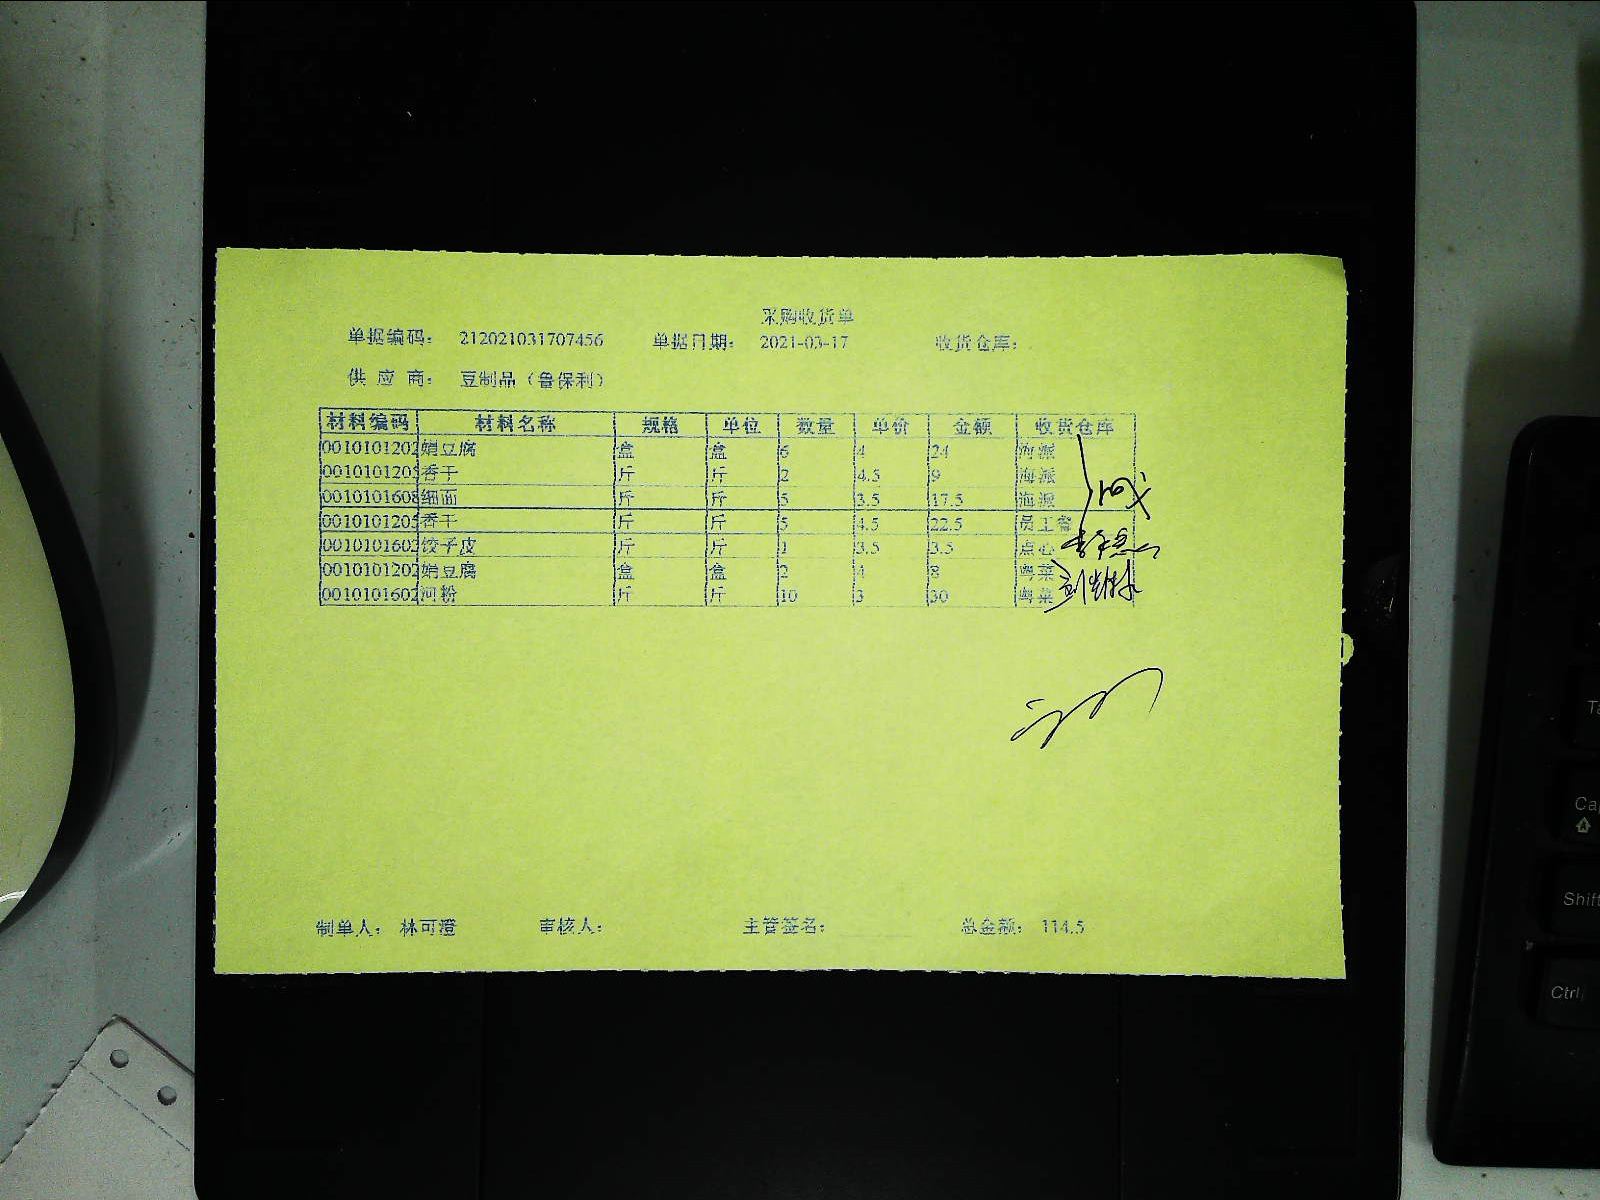 采购收货单
单据编码： 212021031707456 单据日期： 2021-03-17 收货仓库：
供 应 商： 豆制品（鲁保利）
材料编码 材料名称 规格 单位 数量 单价 金额 收货仓库
0010101202 娟豆腐 盒 盒 6 4 24 海派
0010101205 香干 斤 斤 2 4.5 9 海派
0010101608 细面 斤 斤 5 3.5 17.5 海派
0010101205 香干 斤 斤 5 4.5 22.5 员工餐
0010101602 饺子皮 斤 斤 1 3.5 3.5 点心
0010101202 娟豆腐 盒 盒 2 4 8 粤菜
0010101602 河粉 斤 斤 10 3 30 粤菜
制单人： 林可澄 审核人： 主管签名： 总金额： 114.5
Shift
Ctrl